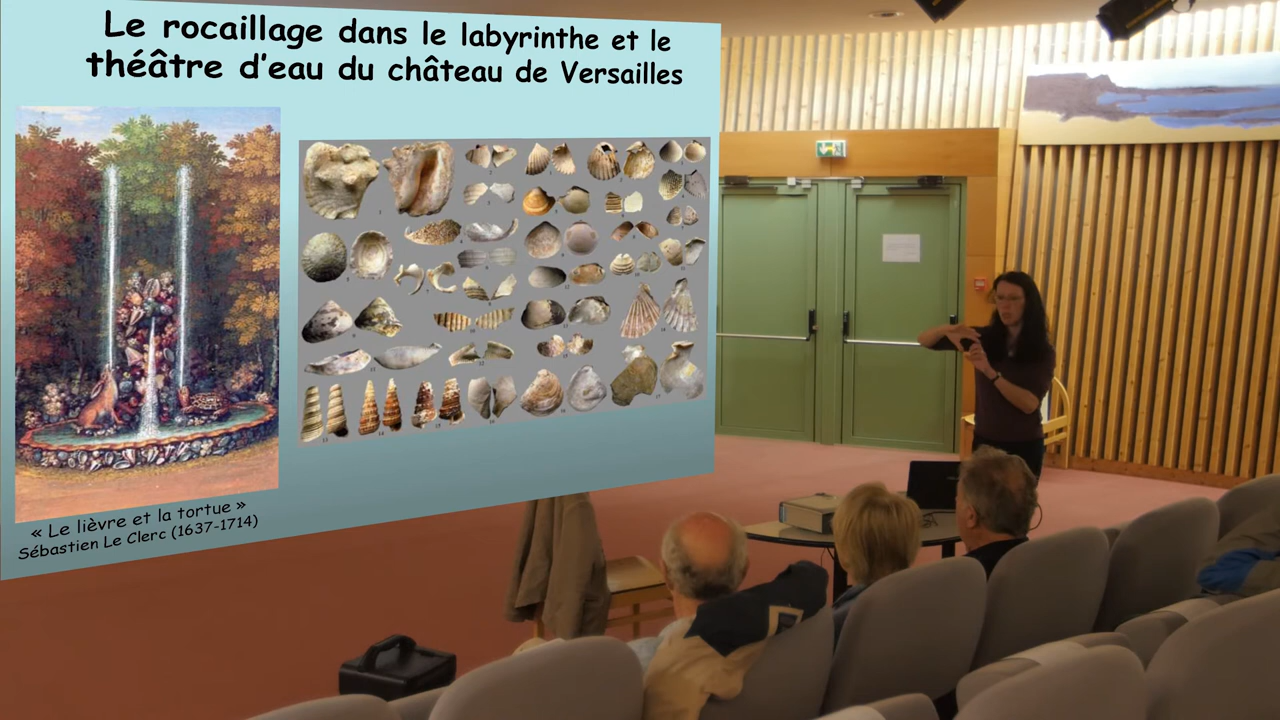 Le rocaillage dans le labyrinthe et le
théâtre d'eau du château de Versailles
« Le lièvre et la tortue »
Sébastien Le Clerc (1637-1714)